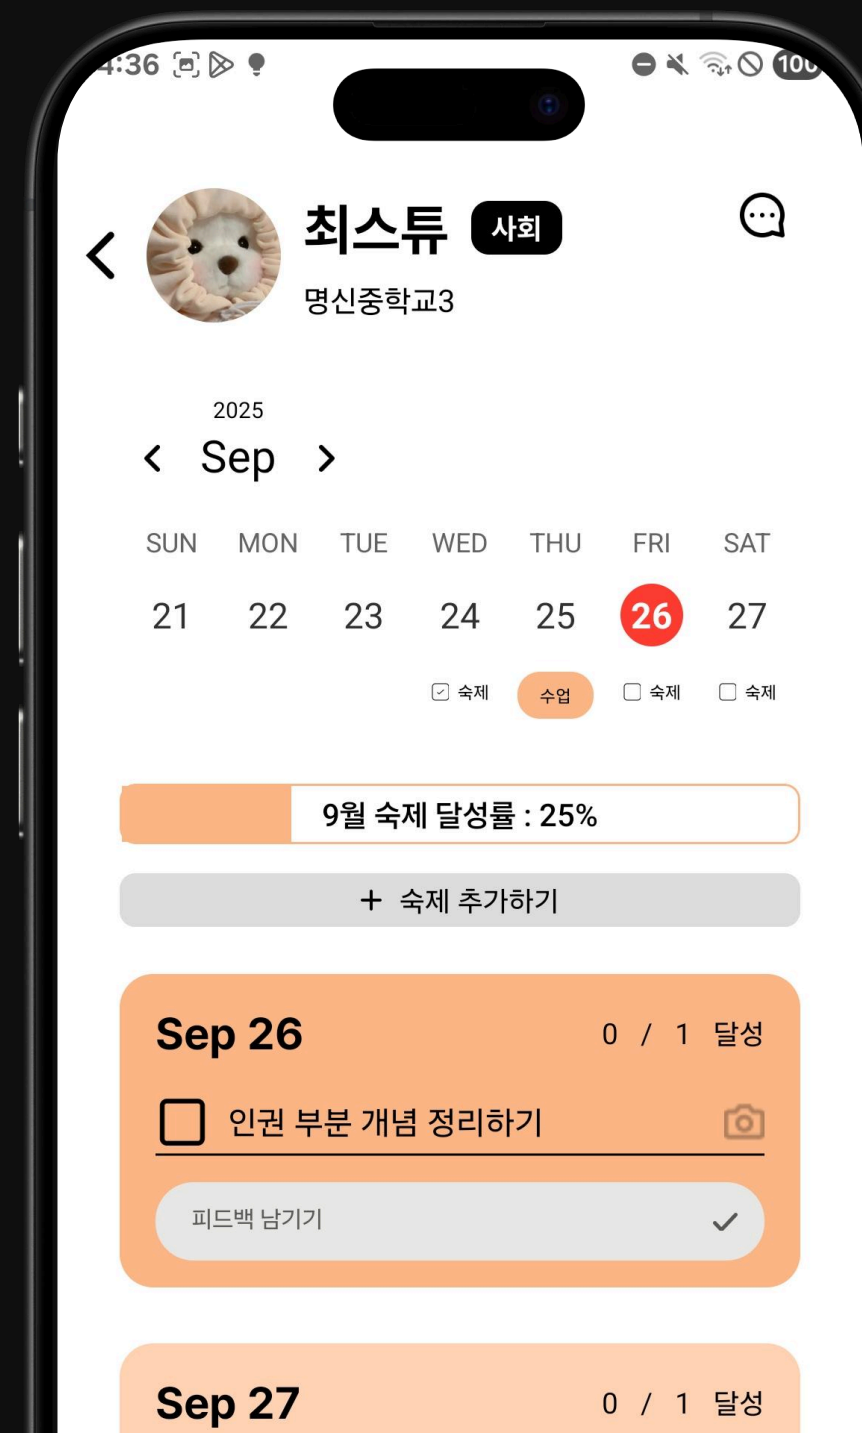 4:36
100
최스튜 사회
명신중학교3
2025
Sep
SUN MON TUE WED THU FRI SAT
21 22 23 24 25 26 27
숙제 수업 숙제 숙제
9월 숙제 달성률 : 25%
+ 숙제 추가하기
Sep 26 0 / 1 달성
인권 부분 개념 정리하기
피드백 남기기
Sep 27 0 / 1 달성